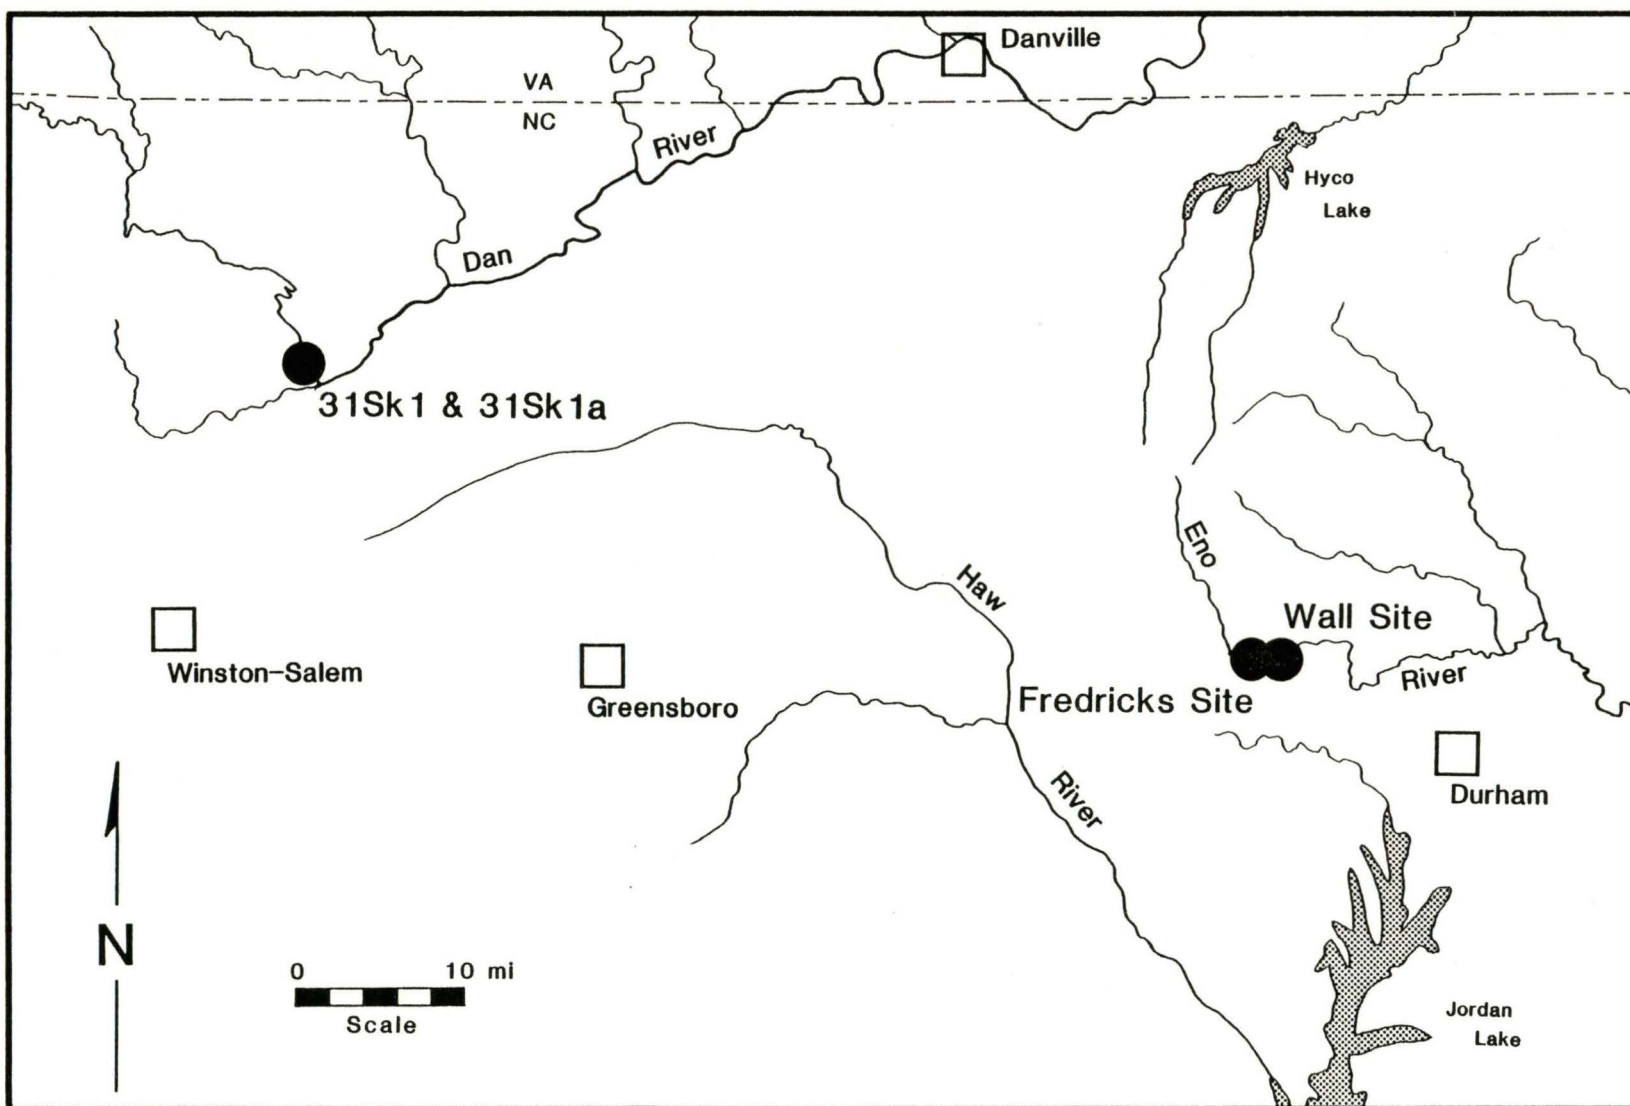 Danville
VA
NC
River
Hyco
Lake
Dan
31Sk1 & 31Sk1a
Eno
Haw
Wall Site
Winston-Salem
River
Greensboro
Fredricks Site
River
Durham
N
0 10 mi
Scale
Jordan
Lake